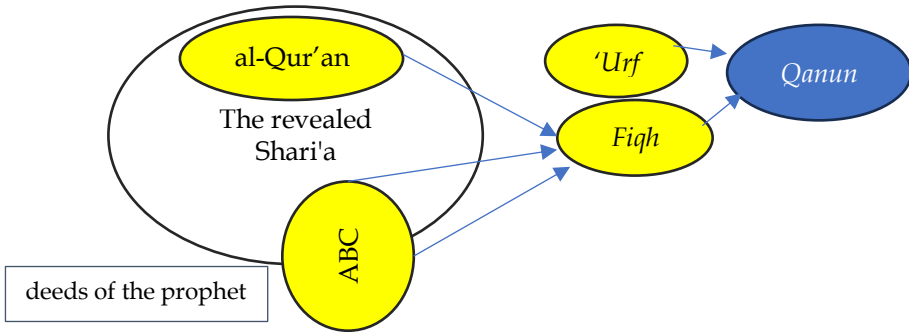 al-Qur’an
The revealed
Shari'a
ABC
deeds of the prophet
‘Urf
Fiqh
Qanun